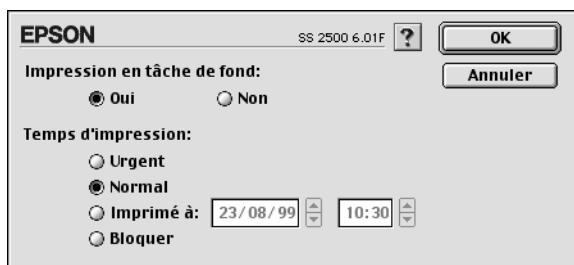 EPSON SS 2500 6.01F ? OK
Impression en tâche de fond: Annuler
Oui Non
Temps d'impression:
Urgent
Normal
Imprimé à: 23/08/99 10:30
Bloquer